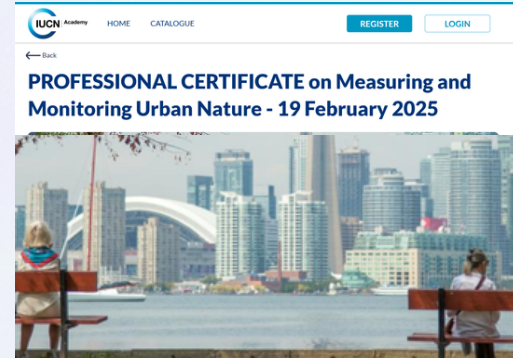 IUCN Academy HOME CATALOGUE REGISTER LOGIN
Back
PROFESSIONAL CERTIFICATE on Measuring and
Monitoring Urban Nature - 19 February 2025